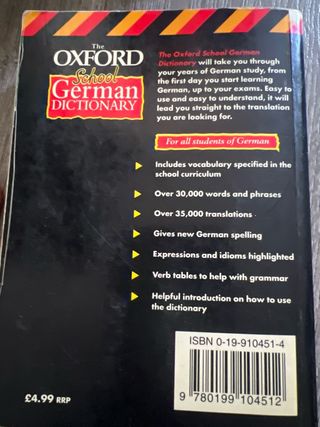 The
OXFORD
School
German
DICTIONARY
The Oxford School German
Dictionary will take you through
your years of German study, from
the first day you start learning
German, up to your exams. Easy to
use and easy to understand, it will
lead you straight to the translation
you are looking for.
For all students of German
Includes vocabulary specified in the
school curriculum
Over 30,000 words and phrases
Over 35,000 translations
Gives new German spelling
Expressions and idioms highlighted
Verb tables to help with grammar
Helpful introduction on how to use
the dictionary
ISBN 0-19-910451-4
9 780199 104512
£4.99 RRP